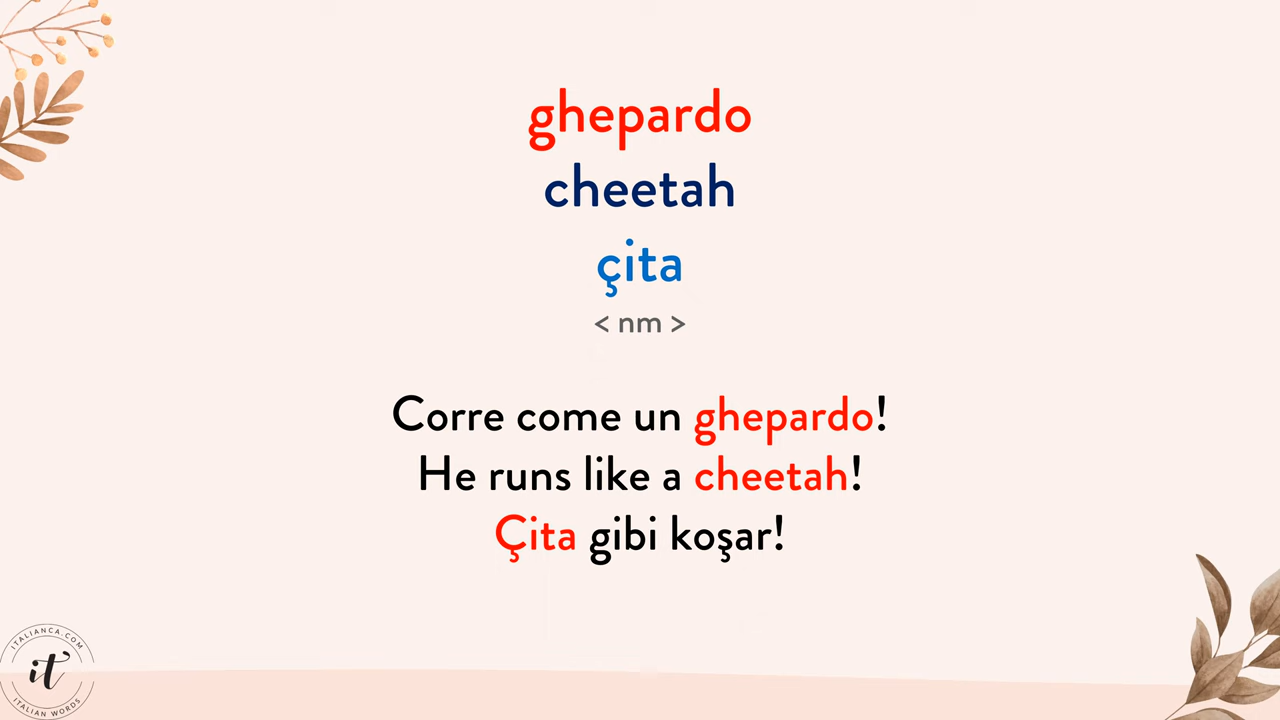 ghepardo
cheetah
çita
< nm >
Corre come un ghepardo!
He runs like a cheetah!
Çita gibi koşar!
ITALIANCA.COM
it
ITALIAN WORDS